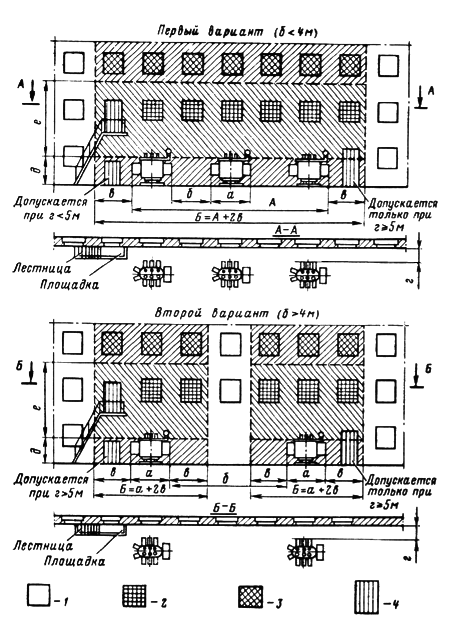 Первый вариант (б < 4м)
А А
е
д
в б а в
А
Б = А + 2в
Допускается при г < 5м
Допускается только при г ≥ 5м
А-А
Лестница
Площадка
г
Второй вариант (б > 4м)
Б Б
е
д
в а в в а в
б
Б = а + 2в Б = а + 2в
Допускается при г > 5м
Допускается только при г ≥ 5м
Б-Б
Лестница
Площадка
г
-1 -2 -3 -4